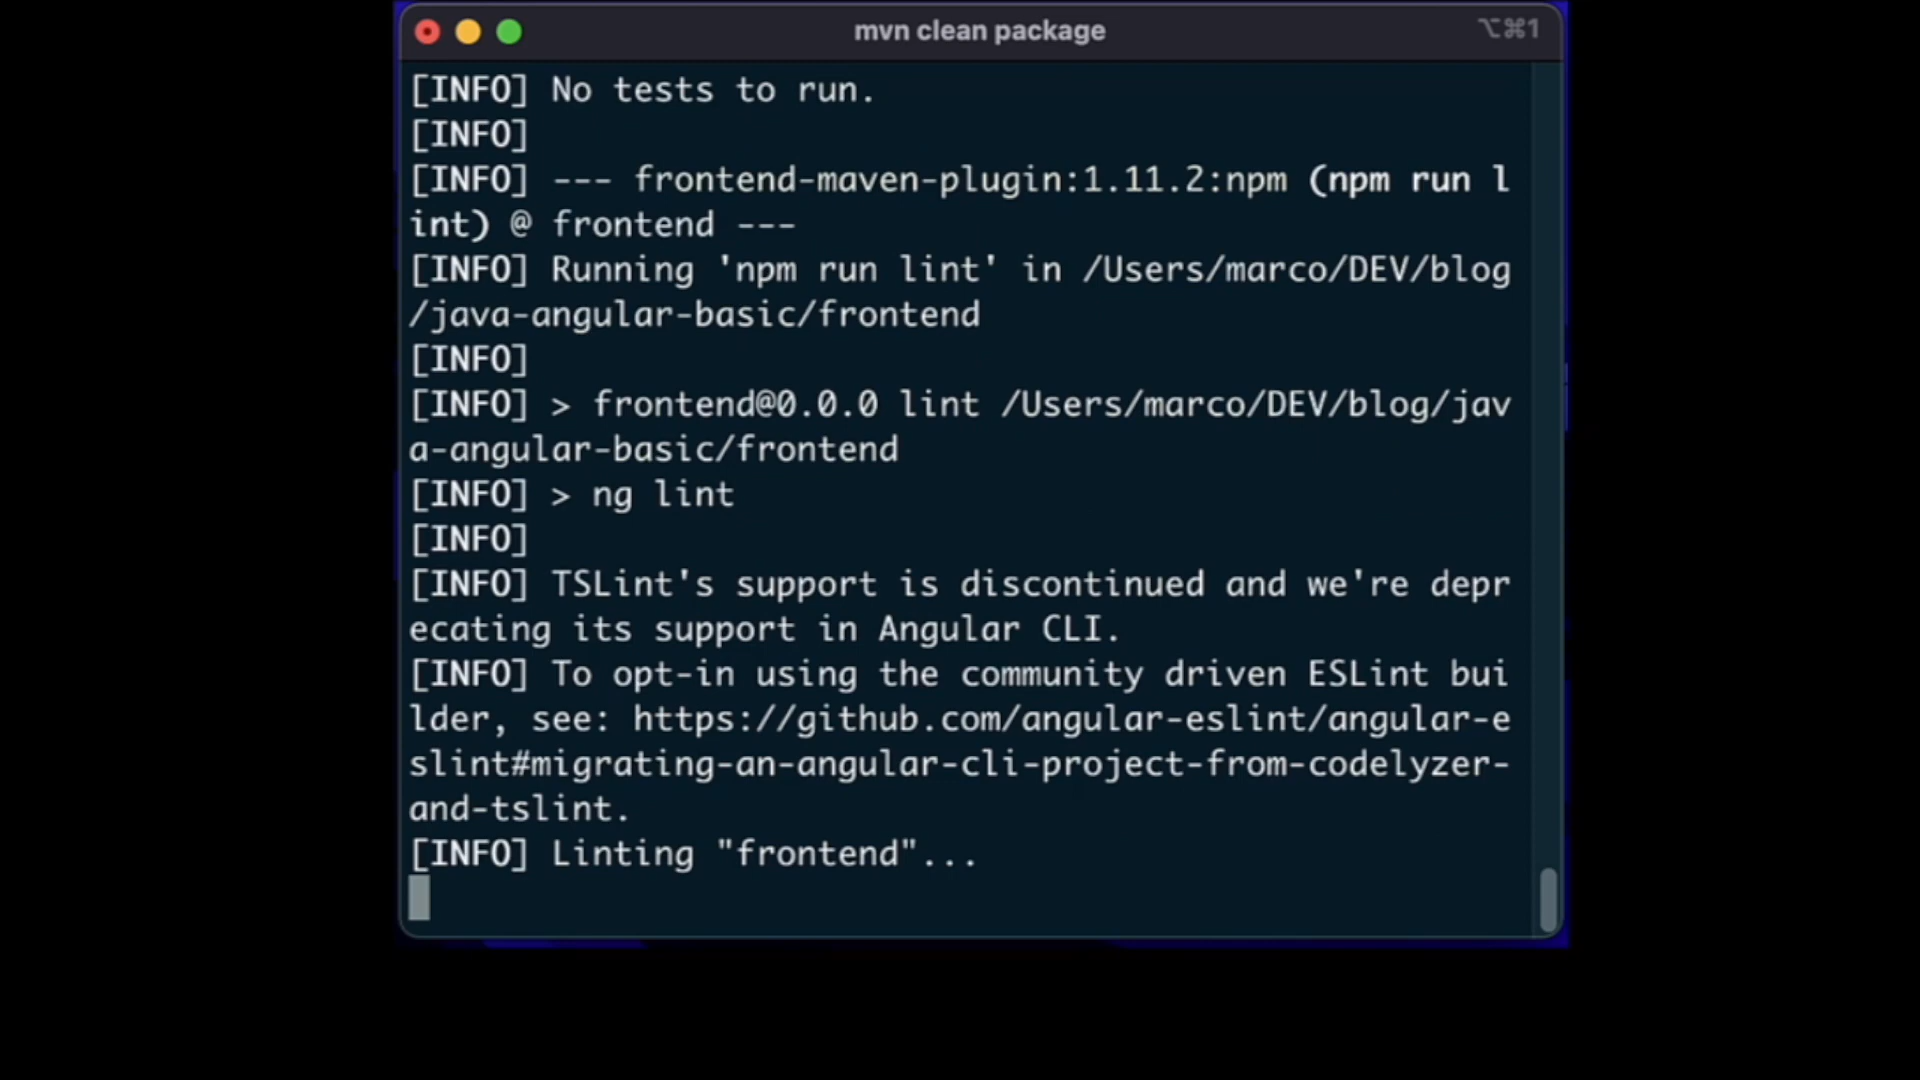 mvn clean package
⌥⌘1
[INFO] No tests to run.
[INFO]
[INFO] --- frontend-maven-plugin:1.11.2:npm (npm run l
int) @ frontend ---
[INFO] Running 'npm run lint' in /Users/marco/DEV/blog
/java-angular-basic/frontend
[INFO]
[INFO] > frontend@0.0.0 lint /Users/marco/DEV/blog/jav
a-angular-basic/frontend
[INFO] > ng lint
[INFO]
[INFO] TSLint's support is discontinued and we're depr
ecating its support in Angular CLI.
[INFO] To opt-in using the community driven ESLint bui
lder, see: https://github.com/angular-eslint/angular-e
slint#migrating-an-angular-cli-project-from-codelyzer-
and-tslint.
[INFO] Linting "frontend"...